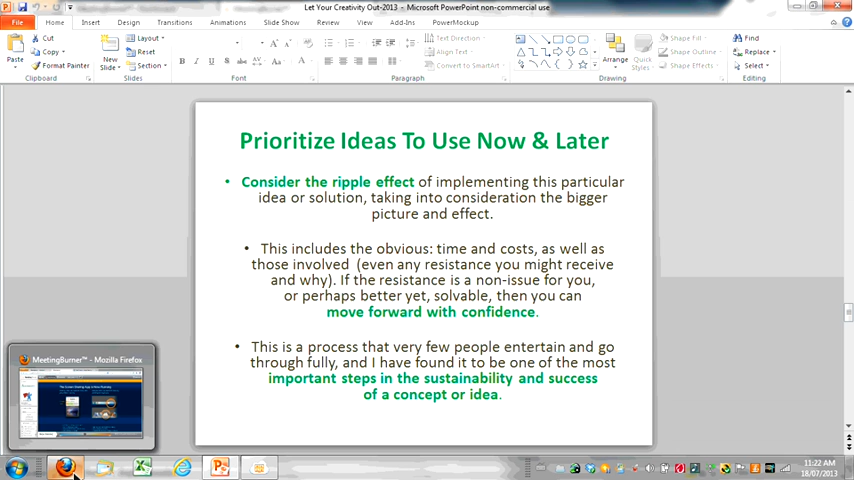 Let Your Creativity Out-2013 - Microsoft PowerPoint non-commercial use
File Home Insert Design Transitions Animations Slide Show Review View Add-Ins PowerMockup
Paste
Cut
Copy
Format Painter
Clipboard
New
Slide
Layout
Reset
Section
Slides
Font
Paragraph
Text Direction
Align Text
Convert to SmartArt
Arrange
Quick
Styles
Shape Fill
Shape Outline
Shape Effects
Drawing
Find
Replace
Select
Editing
Prioritize Ideas To Use Now & Later
• Consider the ripple effect of implementing this particular
idea or solution, taking into consideration the bigger
picture and effect.
• This includes the obvious: time and costs, as well as
those involved (even any resistance you might receive
and why). If the resistance is a non-issue for you,
or perhaps better yet, solvable, then you can
move forward with confidence.
• This is a process that very few people entertain and go
through fully, and I have found it to be one of the most
important steps in the sustainability and success
of a concept or idea.
MeetingBurner™ - Mozilla Firefox
11:22 AM
18/07/2013